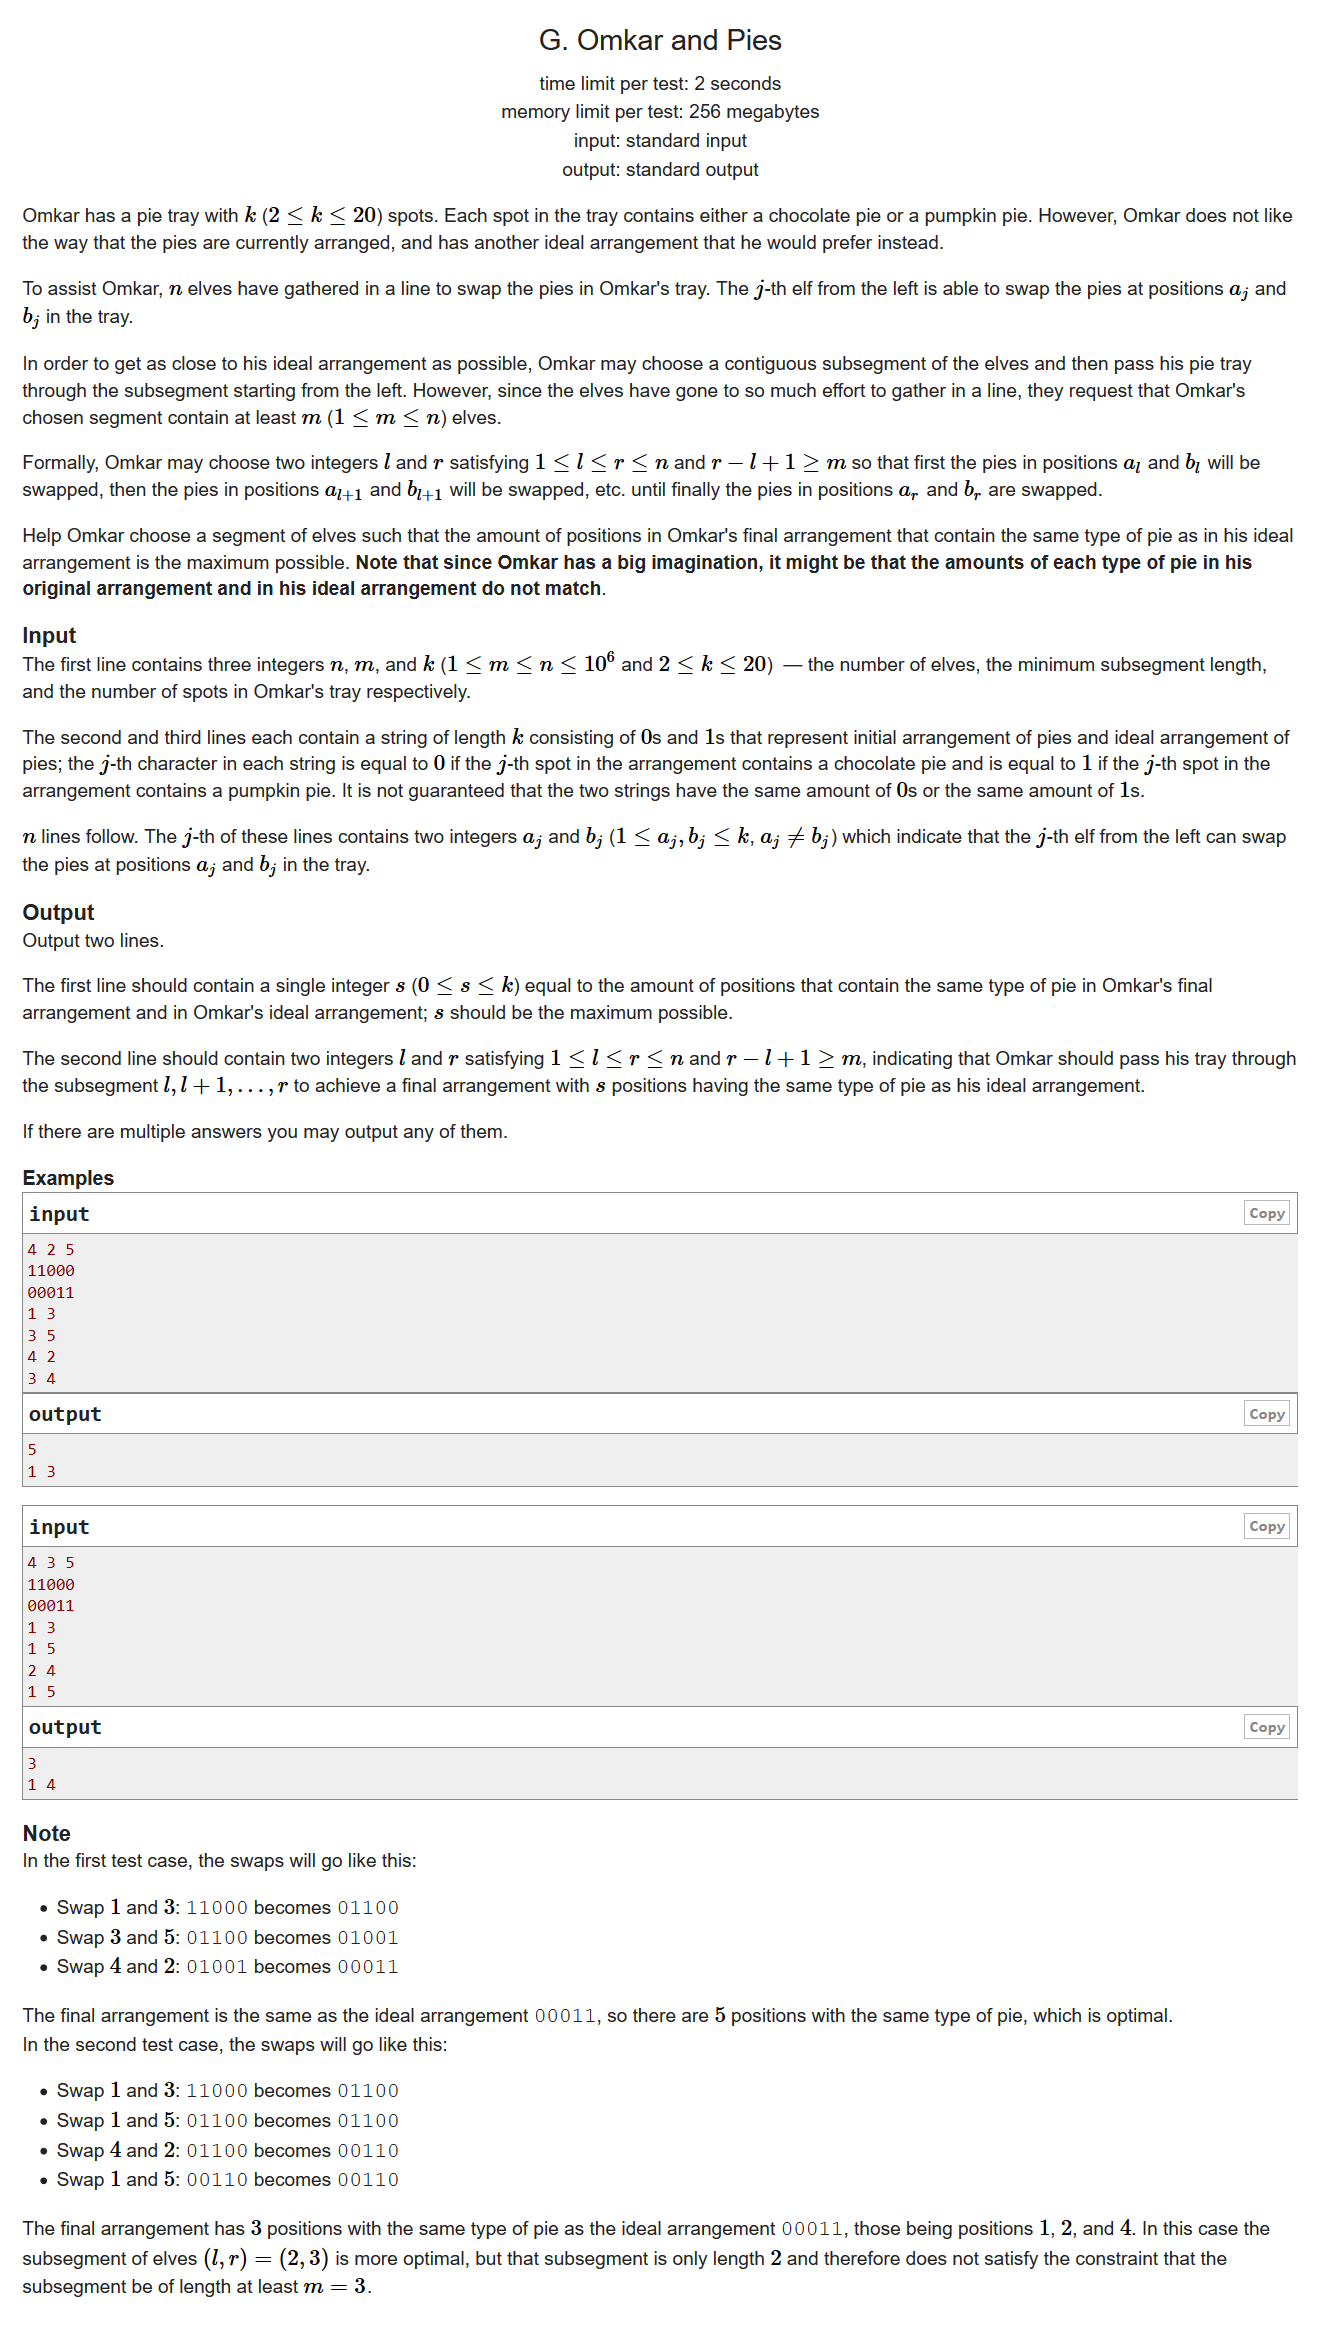 G. Omkar and Pies
time limit per test: 2 seconds
memory limit per test: 256 megabytes
input: standard input
output: standard output
Omkar has a pie tray with k (2 ≤ k ≤ 20) spots. Each spot in the tray contains either a chocolate pie or a pumpkin pie. However, Omkar does not like
the way that the pies are currently arranged, and has another ideal arrangement that he would prefer instead.
To assist Omkar, n elves have gathered in a line to swap the pies in Omkar's tray. The j-th elf from the left is able to swap the pies at positions a_j and
b_j in the tray.
In order to get as close to his ideal arrangement as possible, Omkar may choose a contiguous subsegment of the elves and then pass his pie tray
through the subsegment starting from the left. However, since the elves have gone to so much effort to gather in a line, they request that Omkar's
chosen segment contain at least m (1 ≤ m ≤ n) elves.
Formally, Omkar may choose two integers l and r satisfying 1 ≤ l ≤ r ≤ n and r − l + 1 ≥ m so that first the pies in positions a_l and b_l will be
swapped, then the pies in positions a_{l+1} and b_{l+1} will be swapped, etc. until finally the pies in positions a_r and b_r are swapped.
Help Omkar choose a segment of elves such that the amount of positions in Omkar's final arrangement that contain the same type of pie as in his ideal
arrangement is the maximum possible. Note that since Omkar has a big imagination, it might be that the amounts of each type of pie in his
original arrangement and in his ideal arrangement do not match.
Input
The first line contains three integers n, m, and k (1 ≤ m ≤ n ≤ 10^6 and 2 ≤ k ≤ 20) — the number of elves, the minimum subsegment length,
and the number of spots in Omkar's tray respectively.
The second and third lines each contain a string of length k consisting of 0s and 1s that represent initial arrangement of pies and ideal arrangement of
pies; the j-th character in each string is equal to 0 if the j-th spot in the arrangement contains a chocolate pie and is equal to 1 if the j-th spot in the
arrangement contains a pumpkin pie. It is not guaranteed that the two strings have the same amount of 0s or the same amount of 1s.
n lines follow. The j-th of these lines contains two integers a_j and b_j (1 ≤ a_j, b_j ≤ k, a_j ≠ b_j) which indicate that the j-th elf from the left can swap
the pies at positions a_j and b_j in the tray.
Output
Output two lines.
The first line should contain a single integer s (0 ≤ s ≤ k) equal to the amount of positions that contain the same type of pie in Omkar's final
arrangement and in Omkar's ideal arrangement; s should be the maximum possible.
The second line should contain two integers l and r satisfying 1 ≤ l ≤ r ≤ n and r − l + 1 ≥ m, indicating that Omkar should pass his tray through
the subsegment l, l + 1, ..., r to achieve a final arrangement with s positions having the same type of pie as his ideal arrangement.
If there are multiple answers you may output any of them.
Examples
input Copy
4 2 5
11000
00011
1 3
3 5
4 2
3 4
output Copy
5
1 3
input Copy
4 3 5
11000
00011
1 3
1 5
2 4
1 5
output Copy
3
1 4
Note
In the first test case, the swaps will go like this:
• Swap 1 and 3: 11000 becomes 01100
• Swap 3 and 5: 01100 becomes 01001
• Swap 4 and 2: 01001 becomes 00011
The final arrangement is the same as the ideal arrangement 00011, so there are 5 positions with the same type of pie, which is optimal.
In the second test case, the swaps will go like this:
• Swap 1 and 3: 11000 becomes 01100
• Swap 1 and 5: 01100 becomes 01100
• Swap 4 and 2: 01100 becomes 00110
• Swap 1 and 5: 00110 becomes 00110
The final arrangement has 3 positions with the same type of pie as the ideal arrangement 00011, those being positions 1, 2, and 4. In this case the
subsegment of elves (l, r) = (2, 3) is more optimal, but that subsegment is only length 2 and therefore does not satisfy the constraint that the
subsegment be of length at least m = 3.